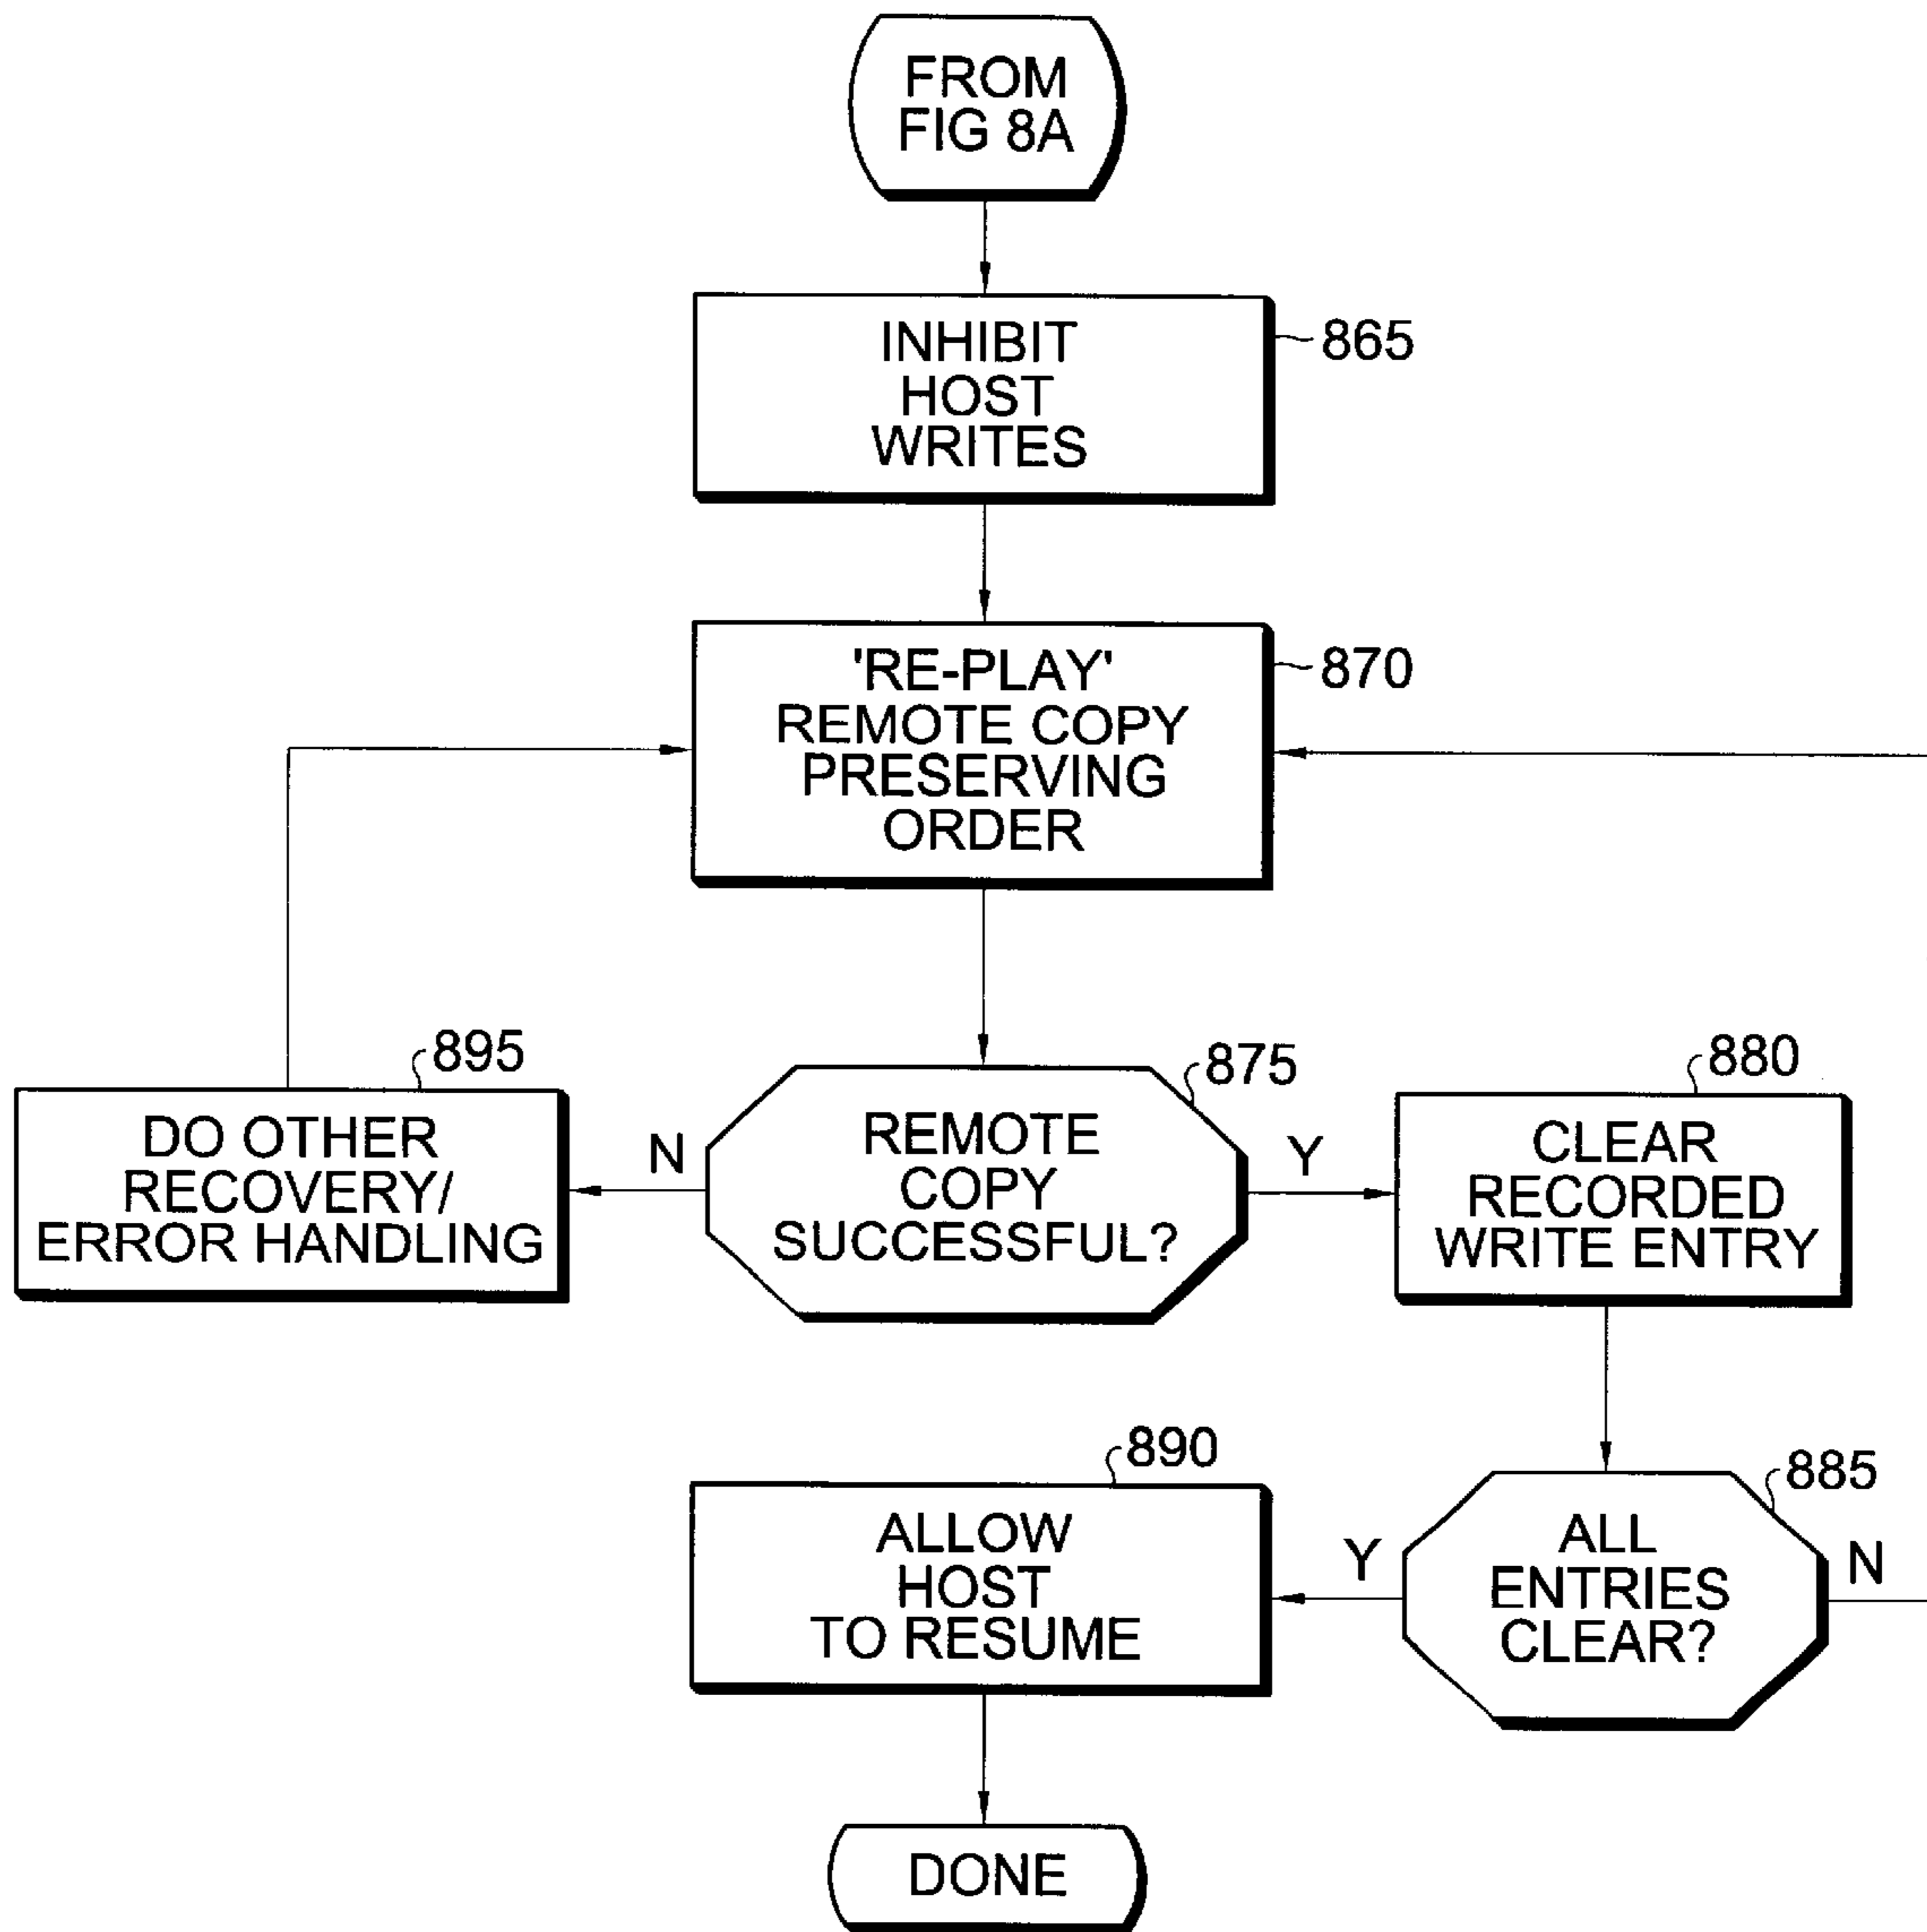 FROM
FIG 8A
INHIBIT
HOST
WRITES
865
'RE-PLAY'
REMOTE COPY
PRESERVING
ORDER
870
895
DO OTHER
RECOVERY/
ERROR HANDLING
N
875
REMOTE
COPY
SUCCESSFUL?
Y
880
CLEAR
RECORDED
WRITE ENTRY
890
ALLOW
HOST
TO RESUME
Y
885
ALL
ENTRIES
CLEAR?
N
DONE